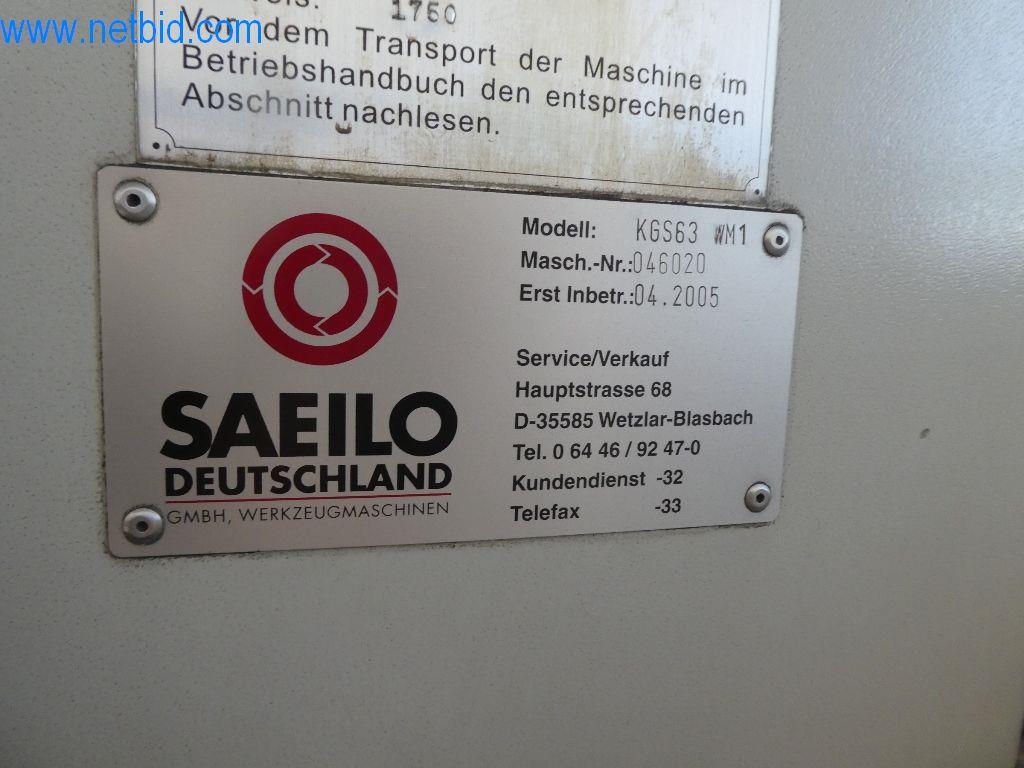 www.netbid.com
1760
Vor dem Transport der Maschine im
Betriebshandbuch den entsprechenden
Abschnitt nachlesen.
Modell: KGS63 WM1
Masch.-Nr.:046020
Erst Inbetr.:04.2005
Service/Verkauf
Hauptstrasse 68
D-35585 Wetzlar-Blasbach
Tel. 0 64 46 / 92 47-0
Kundendienst -32
Telefax -33
SAEILO
DEUTSCHLAND
GMBH, WERKZEUGMASCHINEN